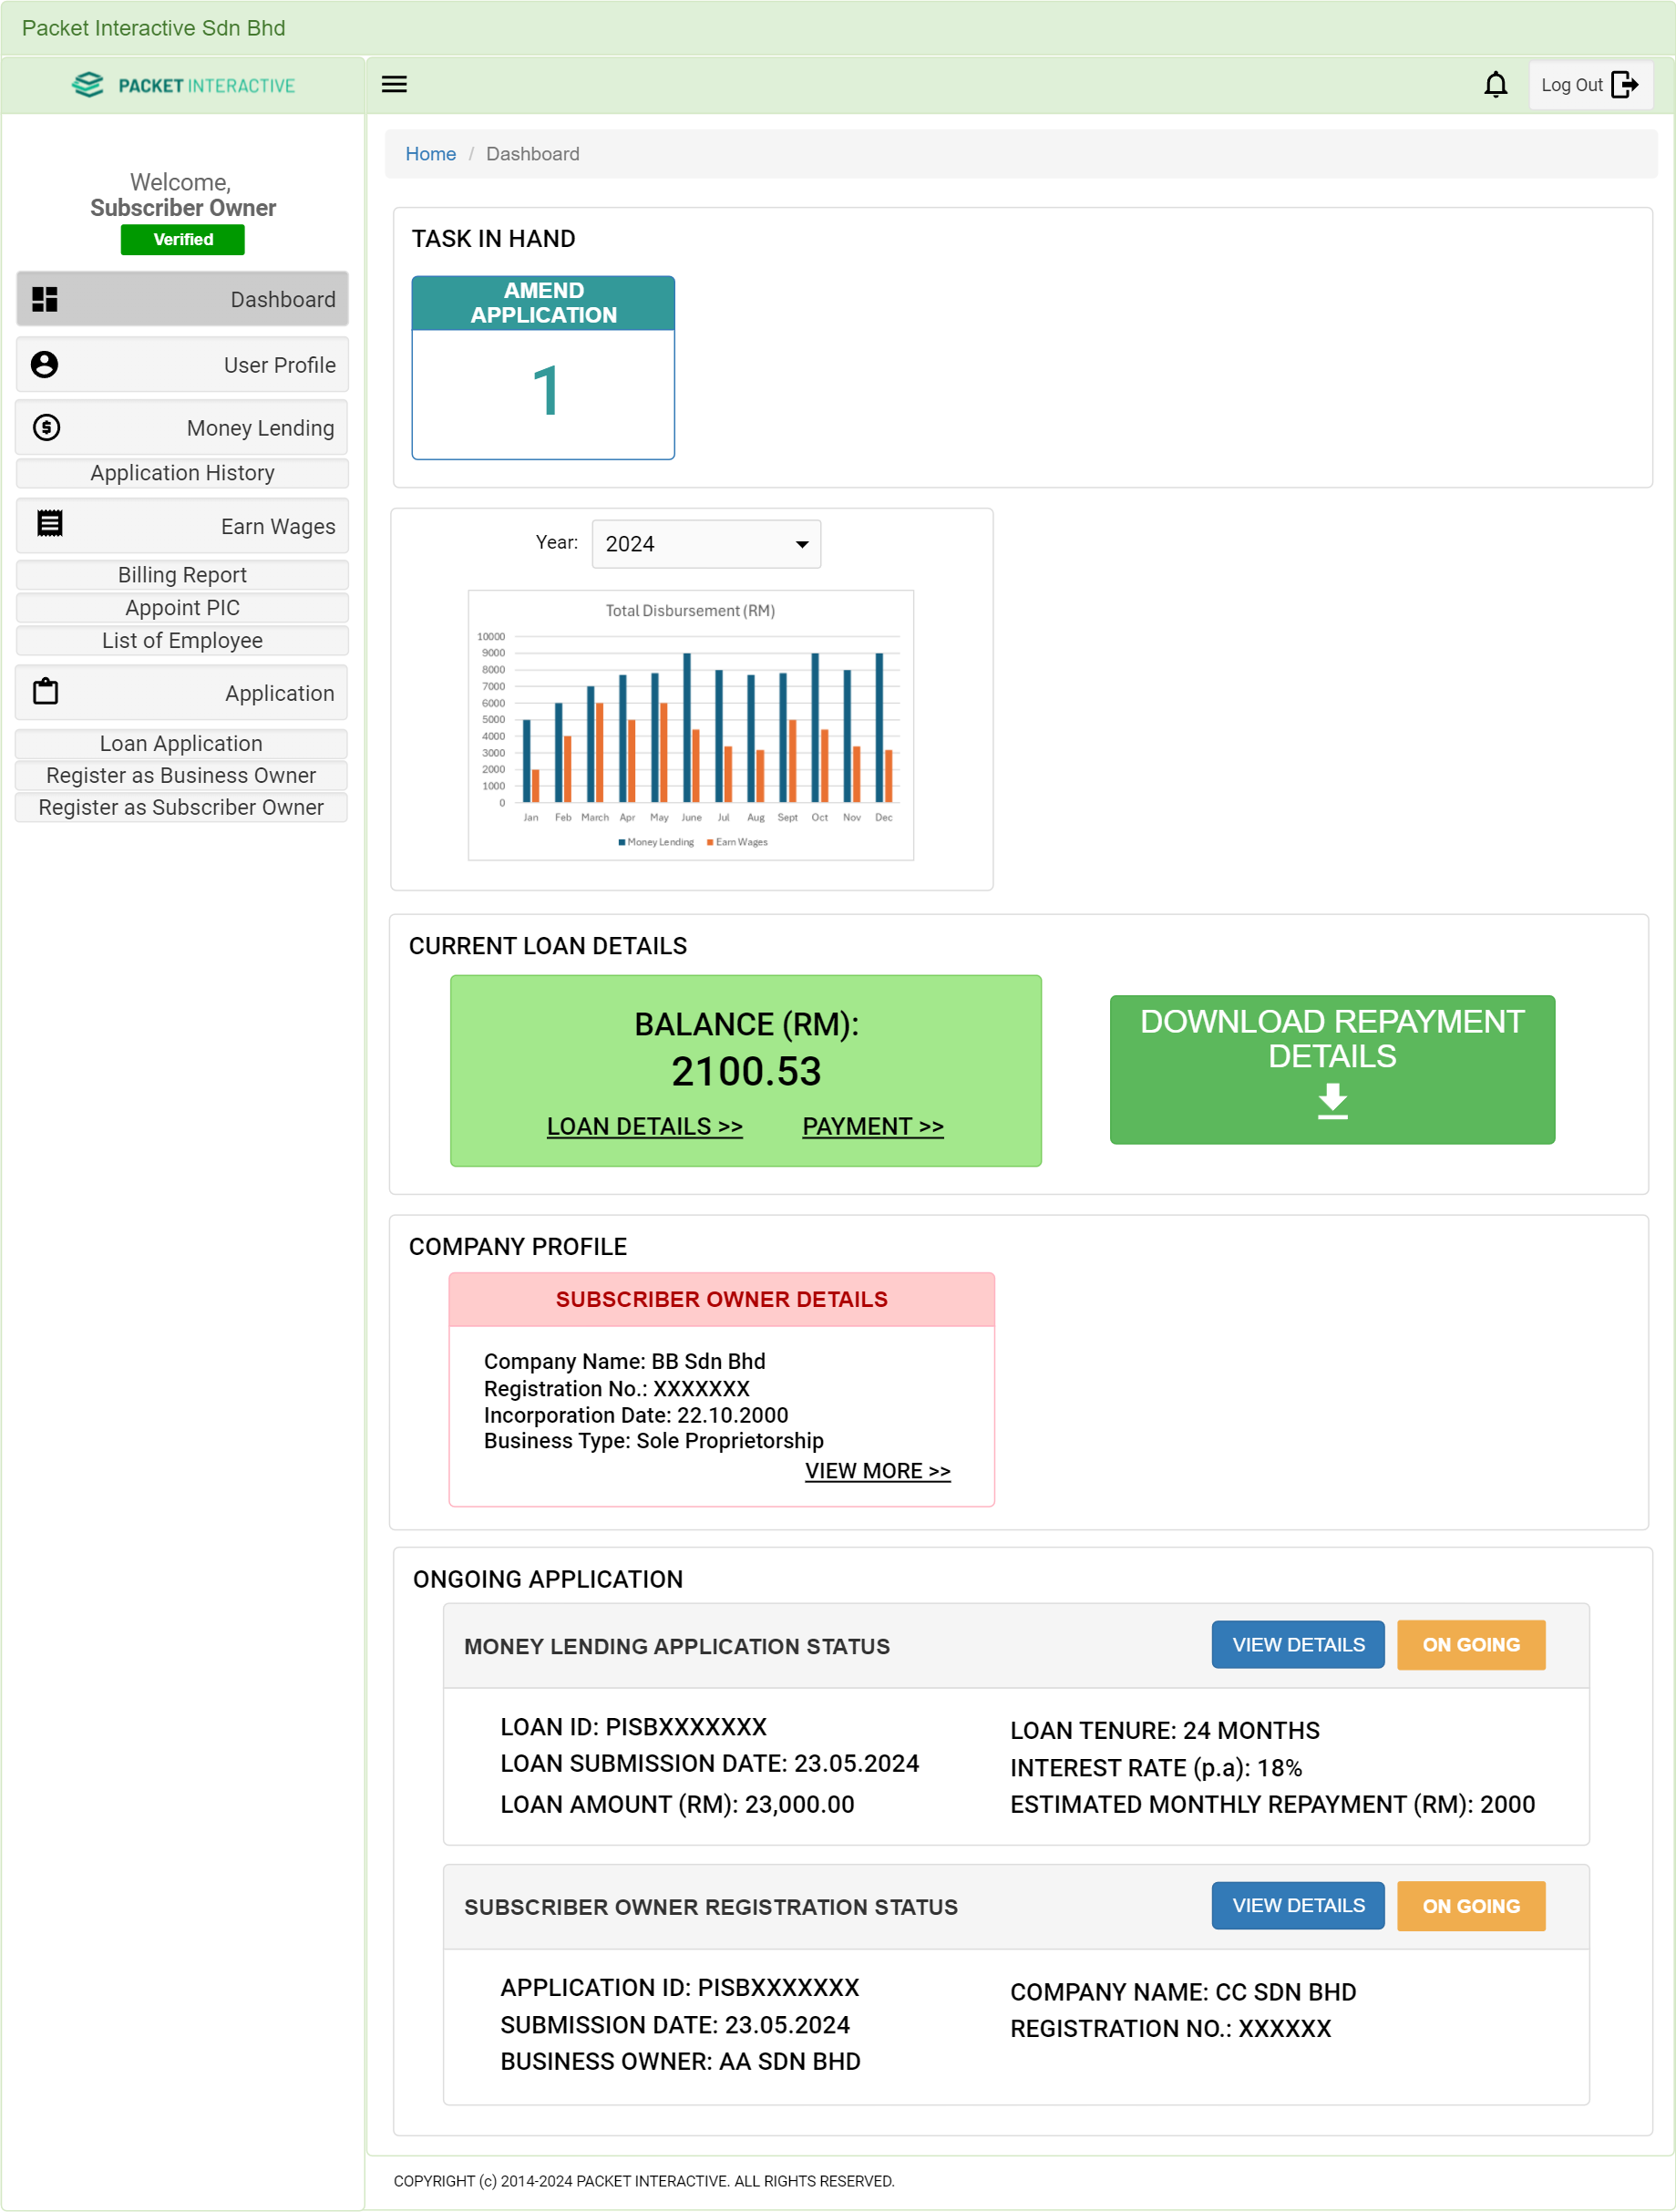 Packet Interactive Sdn Bhd
PACKET INTERACTIVE
Log Out
Welcome,
Subscriber Owner
Verified
Dashboard
User Profile
Money Lending
Application History
Earn Wages
Billing Report
Appoint PIC
List of Employee
Application
Loan Application
Register as Business Owner
Register as Subscriber Owner
Home / Dashboard
TASK IN HAND
AMEND
APPLICATION
1
Year: 2024
Total Disbursement (RM)
10000
9000
8000
7000
6000
5000
4000
3000
2000
1000
0
Jan Feb March Apr May June Jul Aug Sept Oct Nov Dec
Money Lending Earn Wages
CURRENT LOAN DETAILS
BALANCE (RM):
2100.53
LOAN DETAILS >> PAYMENT >>
DOWNLOAD REPAYMENT
DETAILS
COMPANY PROFILE
SUBSCRIBER OWNER DETAILS
Company Name: BB Sdn Bhd
Registration No.: XXXXXXX
Incorporation Date: 22.10.2000
Business Type: Sole Proprietorship
VIEW MORE >>
ONGOING APPLICATION
MONEY LENDING APPLICATION STATUS VIEW DETAILS ON GOING
LOAN ID: PISBXXXXXXX
LOAN SUBMISSION DATE: 23.05.2024
LOAN AMOUNT (RM): 23,000.00
LOAN TENURE: 24 MONTHS
INTEREST RATE (p.a): 18%
ESTIMATED MONTHLY REPAYMENT (RM): 2000
SUBSCRIBER OWNER REGISTRATION STATUS VIEW DETAILS ON GOING
APPLICATION ID: PISBXXXXXXX
SUBMISSION DATE: 23.05.2024
BUSINESS OWNER: AA SDN BHD
COMPANY NAME: CC SDN BHD
REGISTRATION NO.: XXXXXX
COPYRIGHT (c) 2014-2024 PACKET INTERACTIVE. ALL RIGHTS RESERVED.